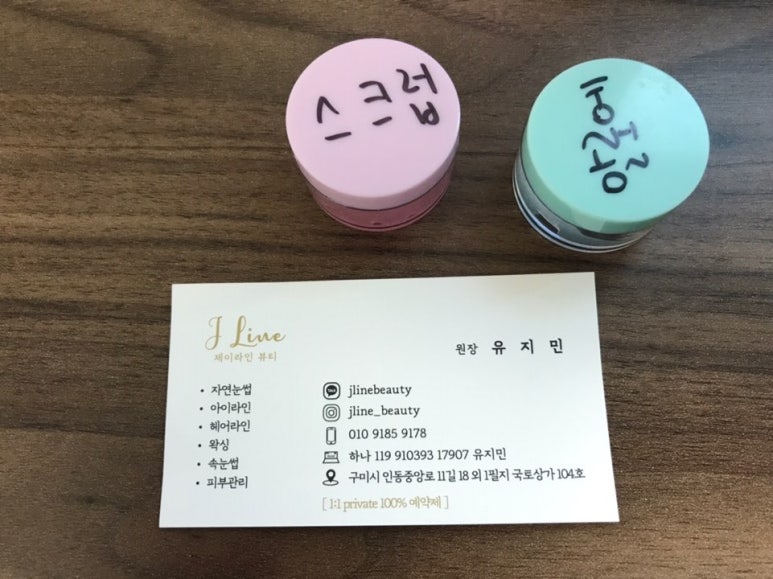 스크럽
J Line
제이라인 뷰티
원장 유지민
• 자연눈썹
• 아이라인
• 헤어라인
• 왁싱
• 속눈썹
• 피부관리
jlinebeauty
jline_beauty
010 9185 9178
하나 119 910393 17907 유지민
구미시 인동중앙로 11길 18 외 1필지 국토상가 104호
[ 1:1 private 100% 예약제 ]